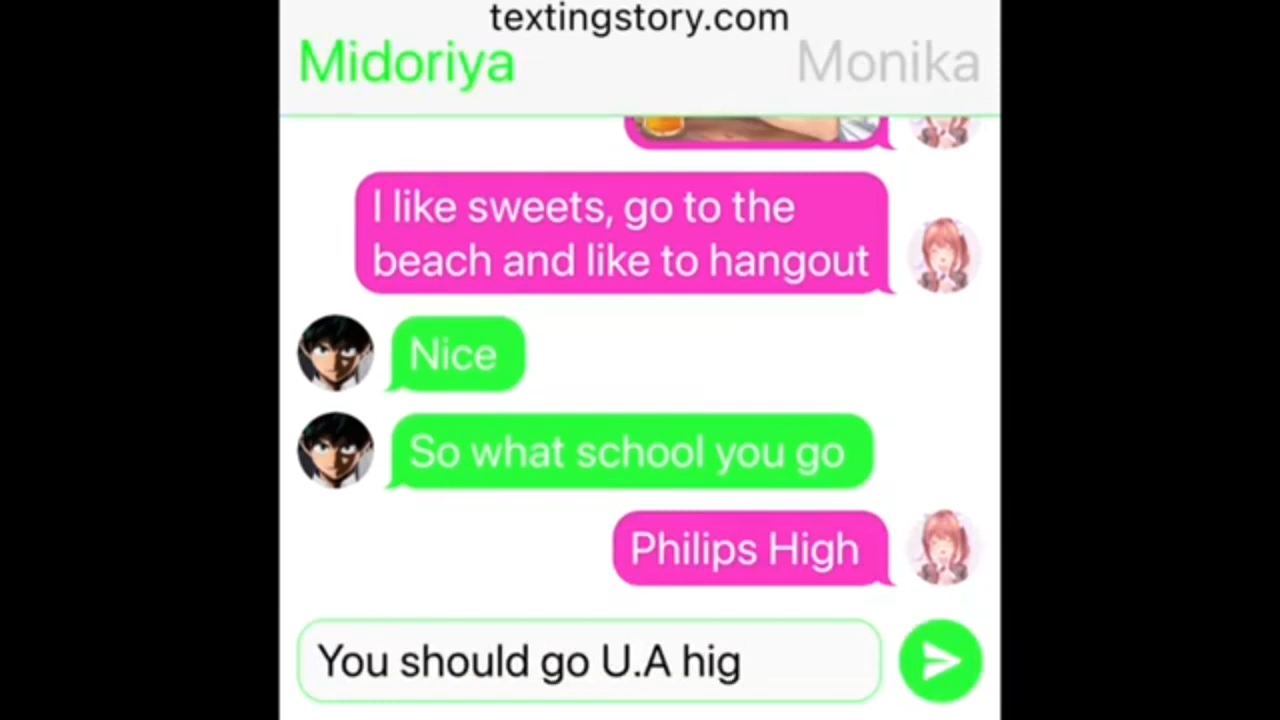 textingstory.com
Midoriya
Monika
I like sweets, go to the
beach and like to hangout
Nice
So what school you go
Philips High
You should go U.A hig